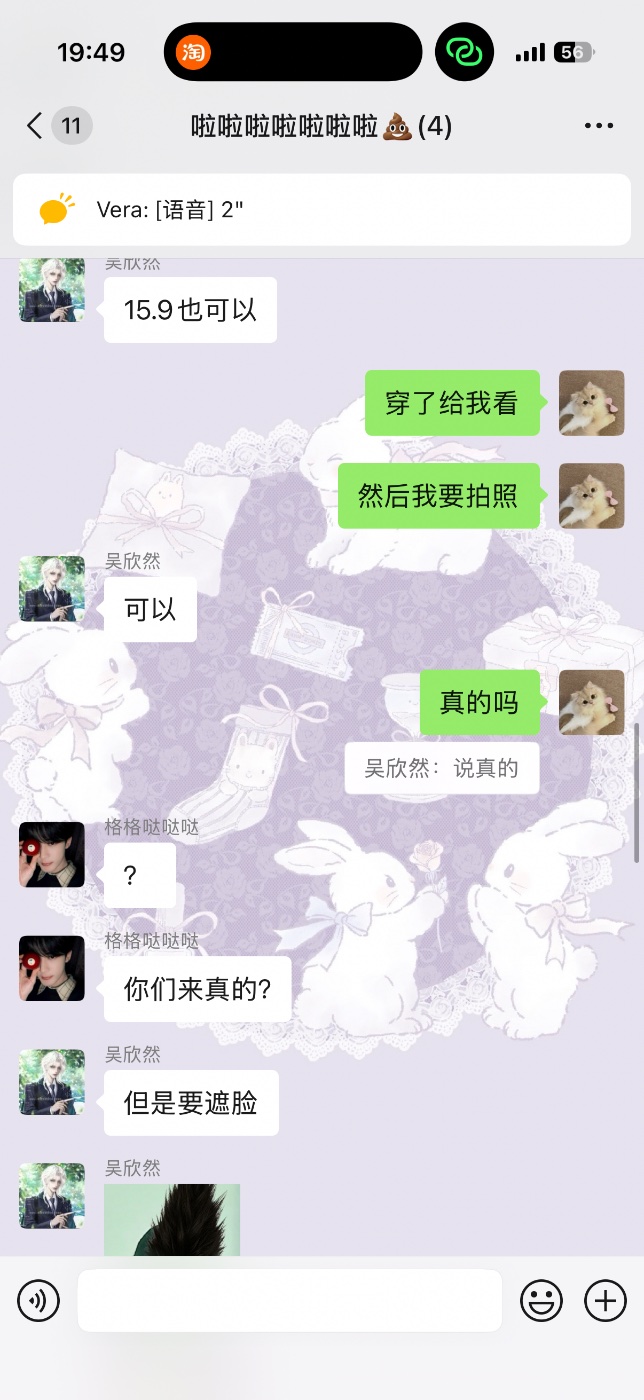 19:49
淘
56
11
啦啦啦啦啦啦啦💩(4)
Vera: [语音] 2"
吴欣然
15.9也可以
穿了给我看
然后我要拍照
吴欣然
可以
真的吗
吴欣然：说真的
格格哒哒哒
?
格格哒哒哒
你们来真的?
吴欣然
但是要遮脸
吴欣然